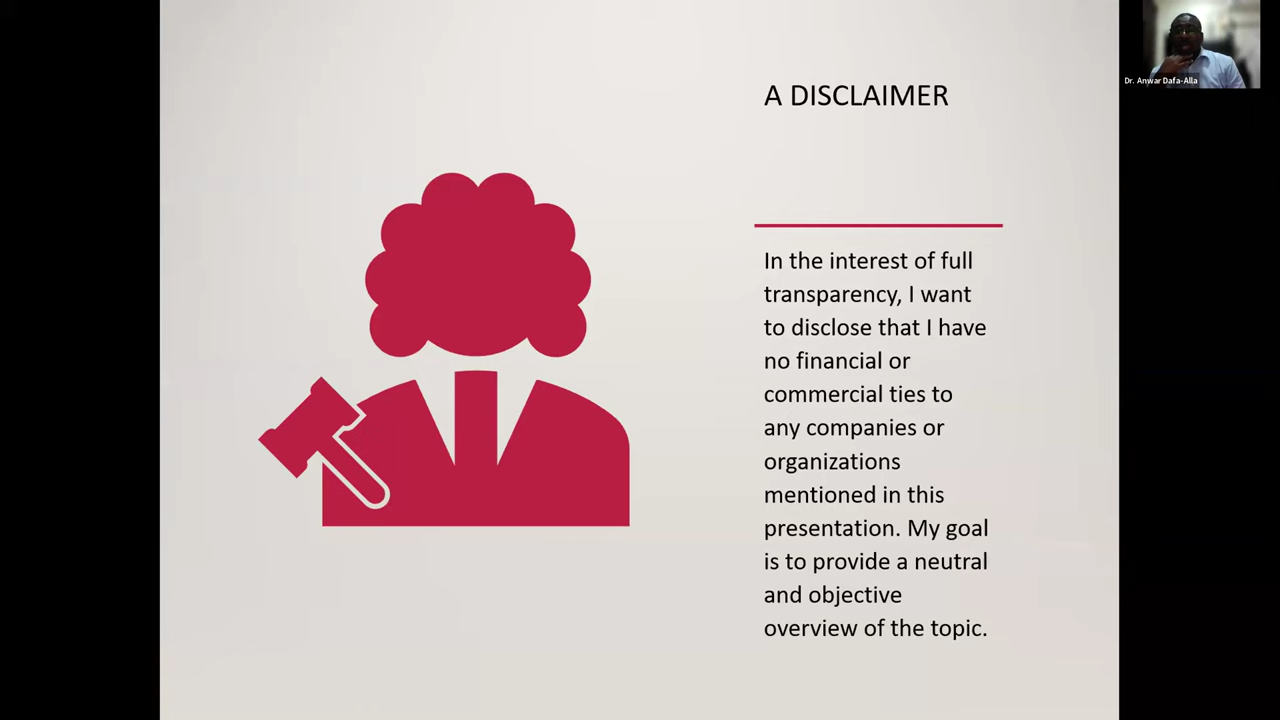 A DISCLAIMER
In the interest of full
transparency, I want
to disclose that I have
no financial or
commercial ties to
any companies or
organizations
mentioned in this
presentation. My goal
is to provide a neutral
and objective
overview of the topic.
Dr. Anwar Dafa-Alla